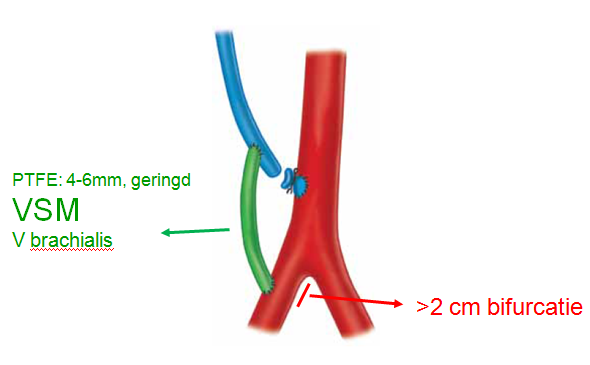 PTFE: 4-6mm, geringd
VSM
V brachialis
>2 cm bifurcatie